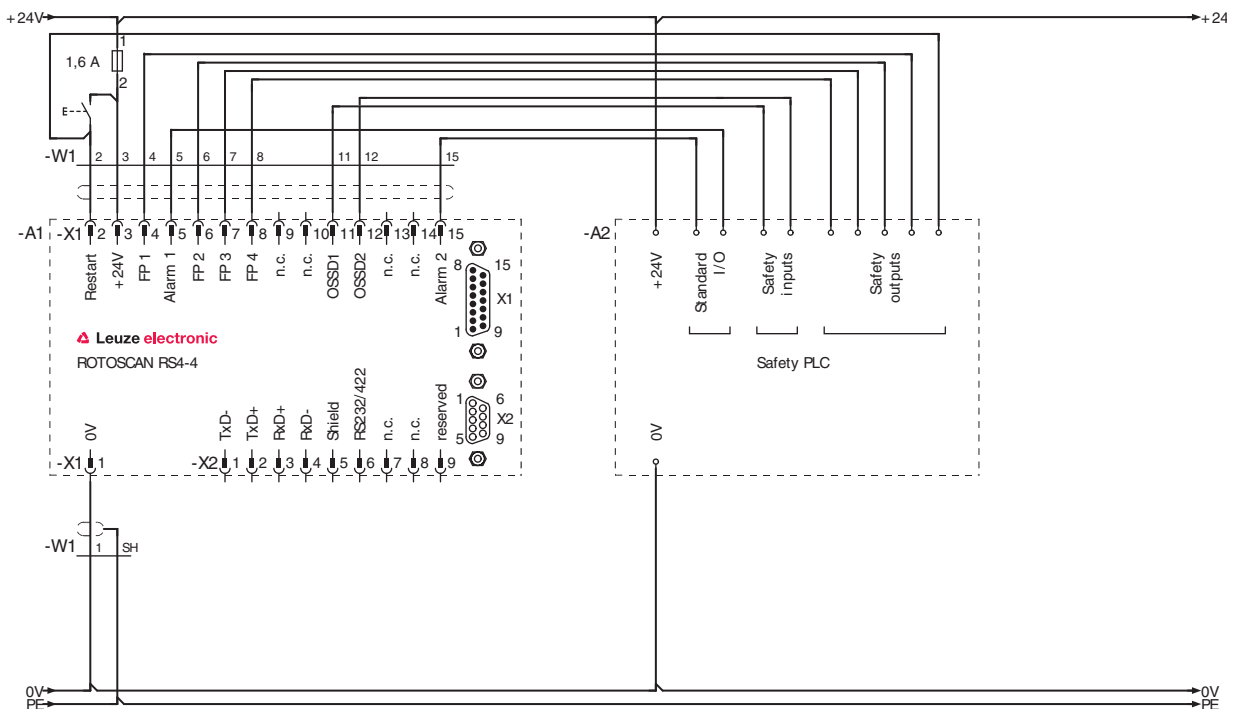 +24V
+24
1
1,6 A
2
E
-W1 2 3 4 5 6 7 8 11 12 15
-A1 -X1 2 3 4 5 6 7 8 9 10 11 12 13 14 15
-A2
Restart
+24V
FP 1
Alarm 1
FP 2
FP 3
FP 4
n.c.
n.c.
OSSD1
OSSD2
n.c.
n.c.
Alarm 2
8 15
X1
1 9
+24V
Standard
I/O
Safety
inputs
Safety
outputs
Leuze electronic
ROTOSCAN RS4-4
Safety PLC
0V
TxD-
TxD+
RxD+
RxD-
Shield
RS232/422
n.c.
n.c.
reserved
1 6
X2
5 9
0V
-X1 1
-X2 1 2 3 4 5 6 7 8 9
-W1 1 SH
0V
0V
PE
PE